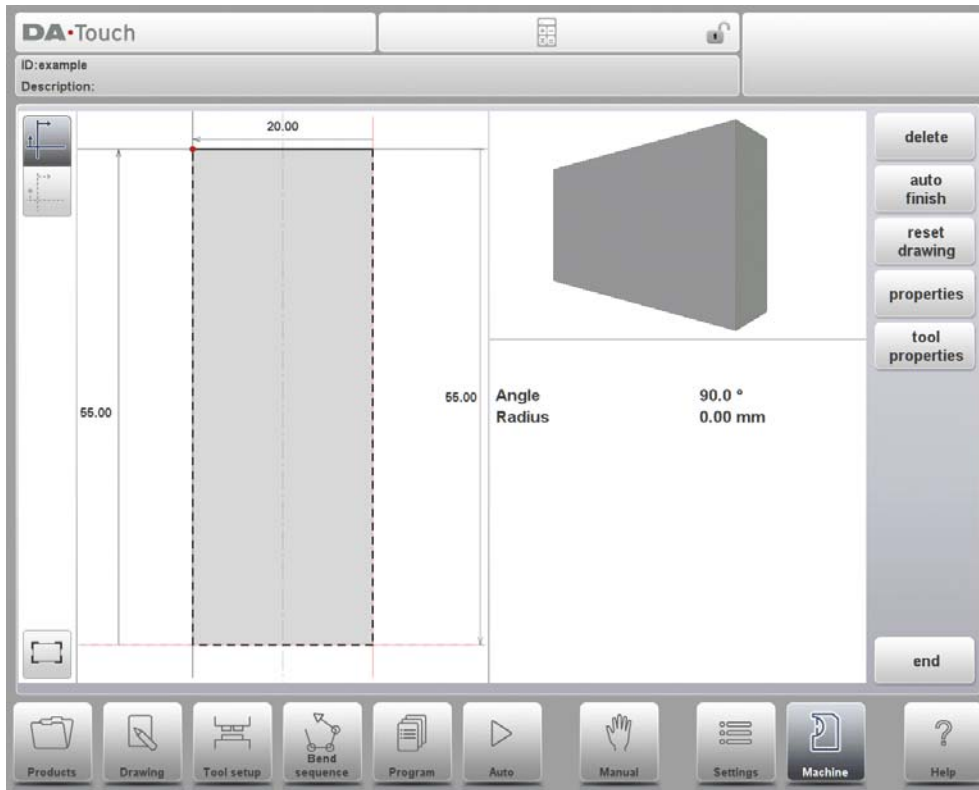 DA•Touch
ID:example
Description:
20.00
55.00
55.00
Angle 90.0 °
Radius 0.00 mm
delete
auto
finish
reset
drawing
properties
tool
properties
end
Products
Drawing
Tool setup
Bend
sequence
Program
Auto
Manual
Settings
Machine
?
Help